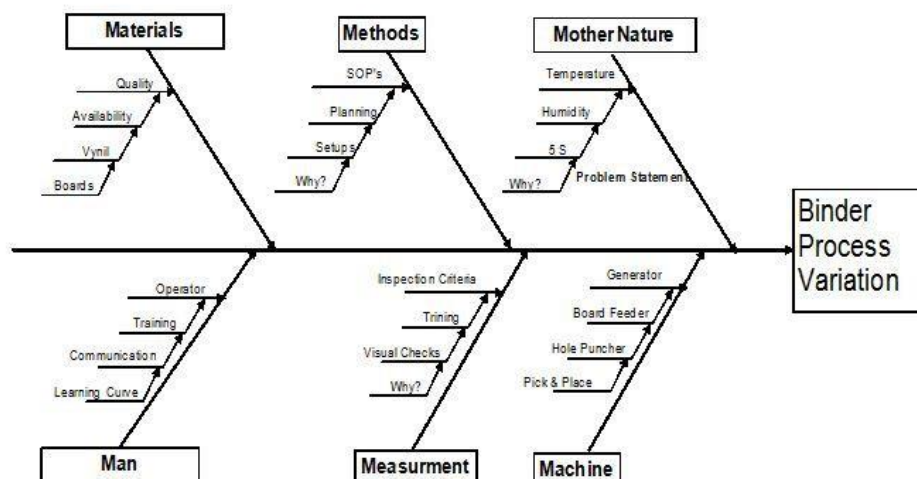 Materials
Methods
Mother Nature
Quality
Availability
Vynil
Boards
SOP's
Planning
Setups
Why?
Temperature
Humidity
5 S
Why?
Problem Statement
Binder
Process
Variation
Operator
Training
Communication
Learning Curve
Inspection Criteria
Trining
Visual Checks
Why?
Generator
Board Feeder
Hole Puncher
Pick & Place
Man
Measurment
Machine